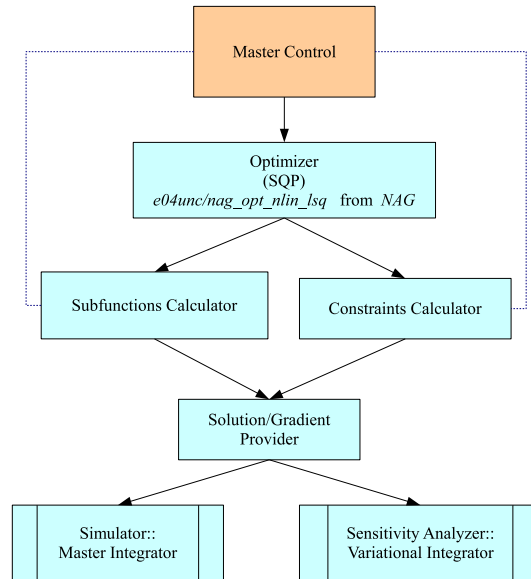 Master Control
Optimizer
(SQP)
e04unc/nag_opt_nlin_lsq from NAG
Subfunctions Calculator
Constraints Calculator
Solution/Gradient
Provider
Simulator::
Master Integrator
Sensitivity Analyzer::
Variational Integrator